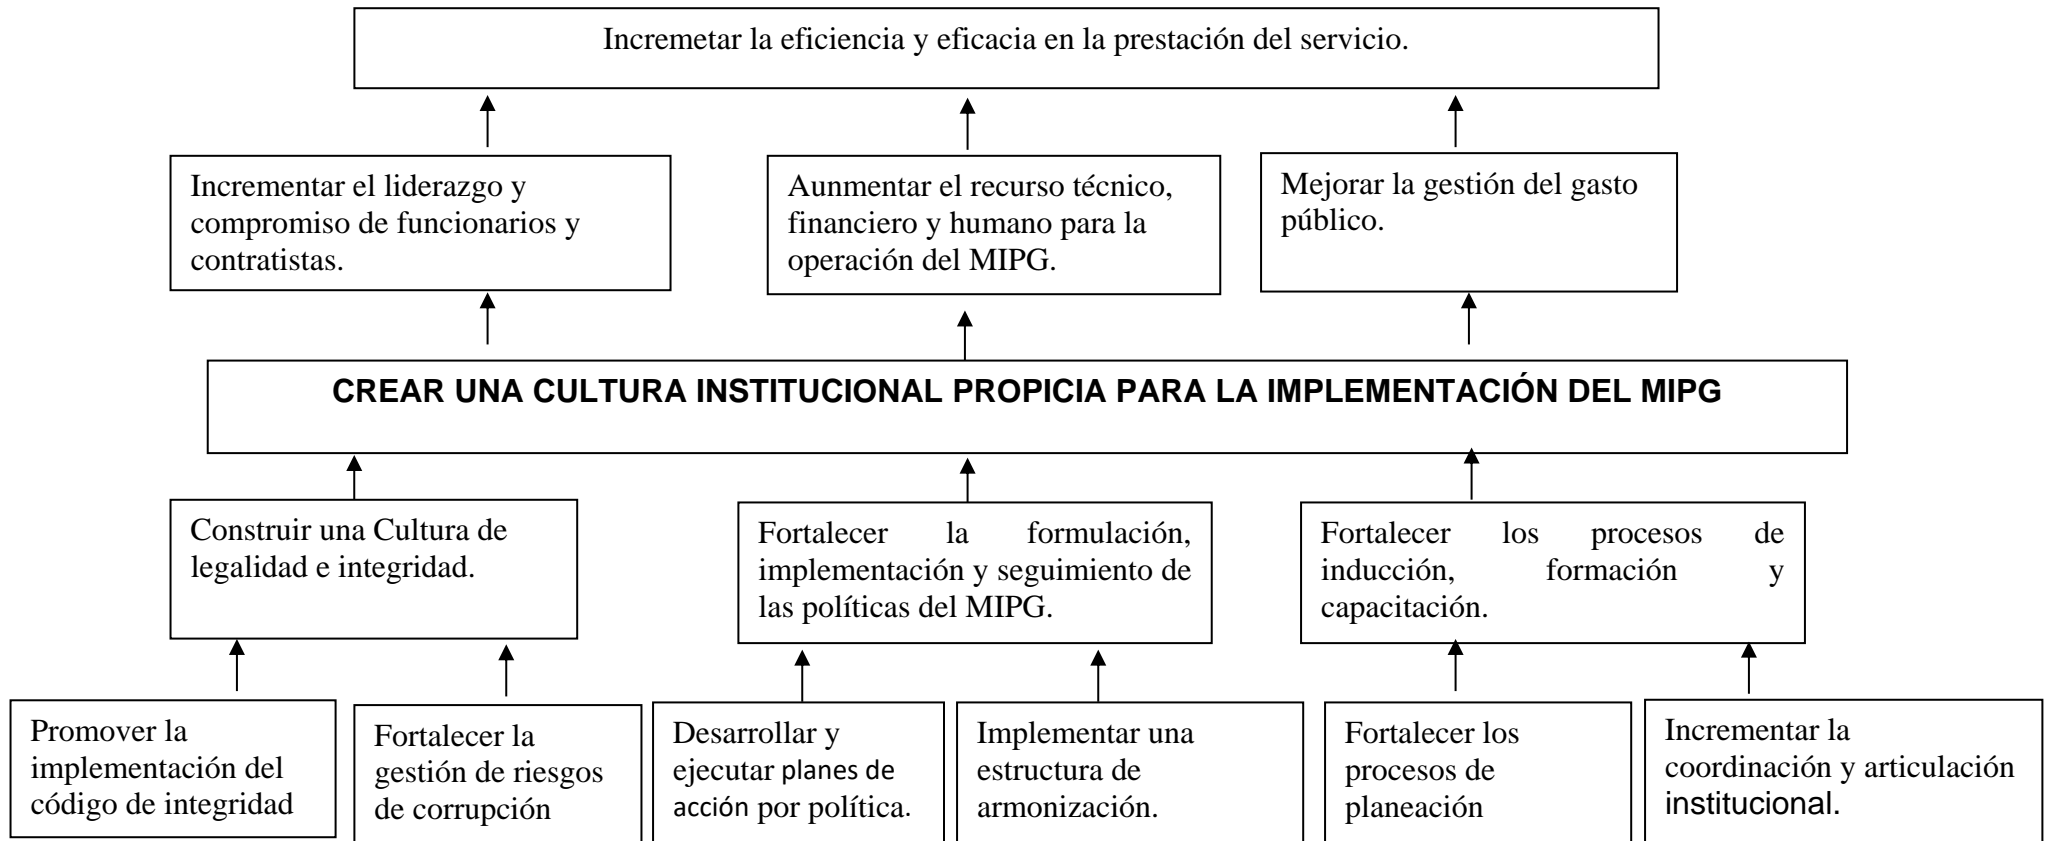 Incremetar la eficiencia y eficacia en la prestación del servicio.
Incrementar el liderazgo y
compromiso de funcionarios y
contratistas.
Aunmentar el recurso técnico,
financiero y humano para la
operación del MIPG.
Mejorar la gestión del gasto
público.
CREAR UNA CULTURA INSTITUCIONAL PROPICIA PARA LA IMPLEMENTACIÓN DEL MIPG
Construir una Cultura de
legalidad e integridad.
Fortalecer la formulación,
implementación y seguimiento de
las políticas del MIPG.
Fortalecer los procesos de
inducción, formación y
capacitación.
Promover la
implementación del
código de integridad
Fortalecer la
gestión de riesgos
de corrupción
Desarrollar y
ejecutar planes de
acción por política.
Implementar una
estructura de
armonización.
Fortalecer los
procesos de
planeación
Incrementar la
coordinación y articulación
institucional.